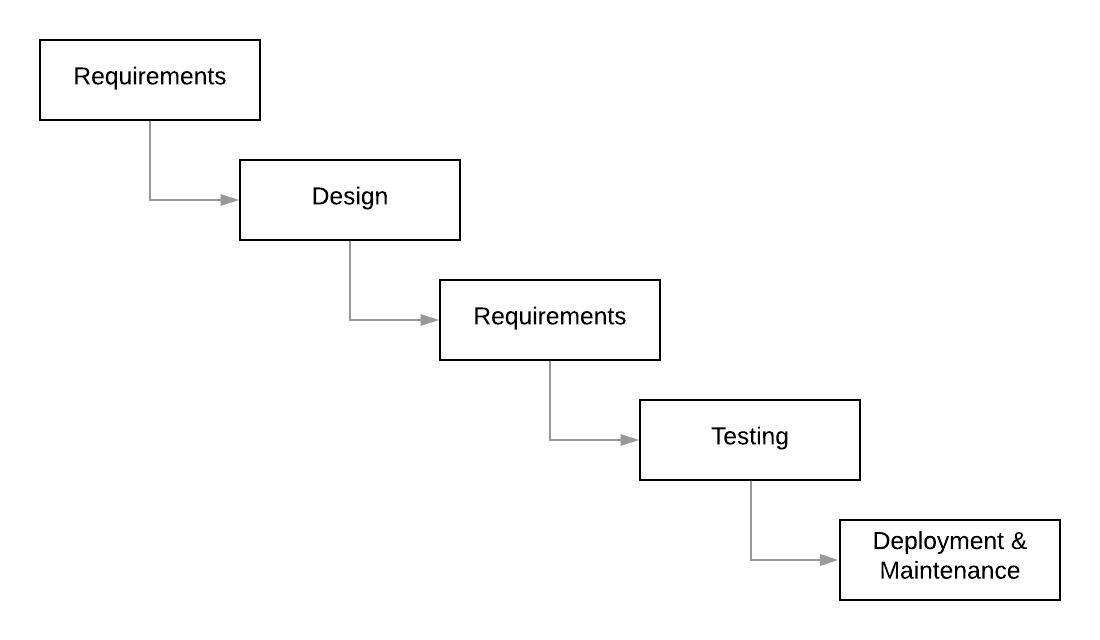 Requirements
Design
Requirements
Testing
Deployment &
Maintenance